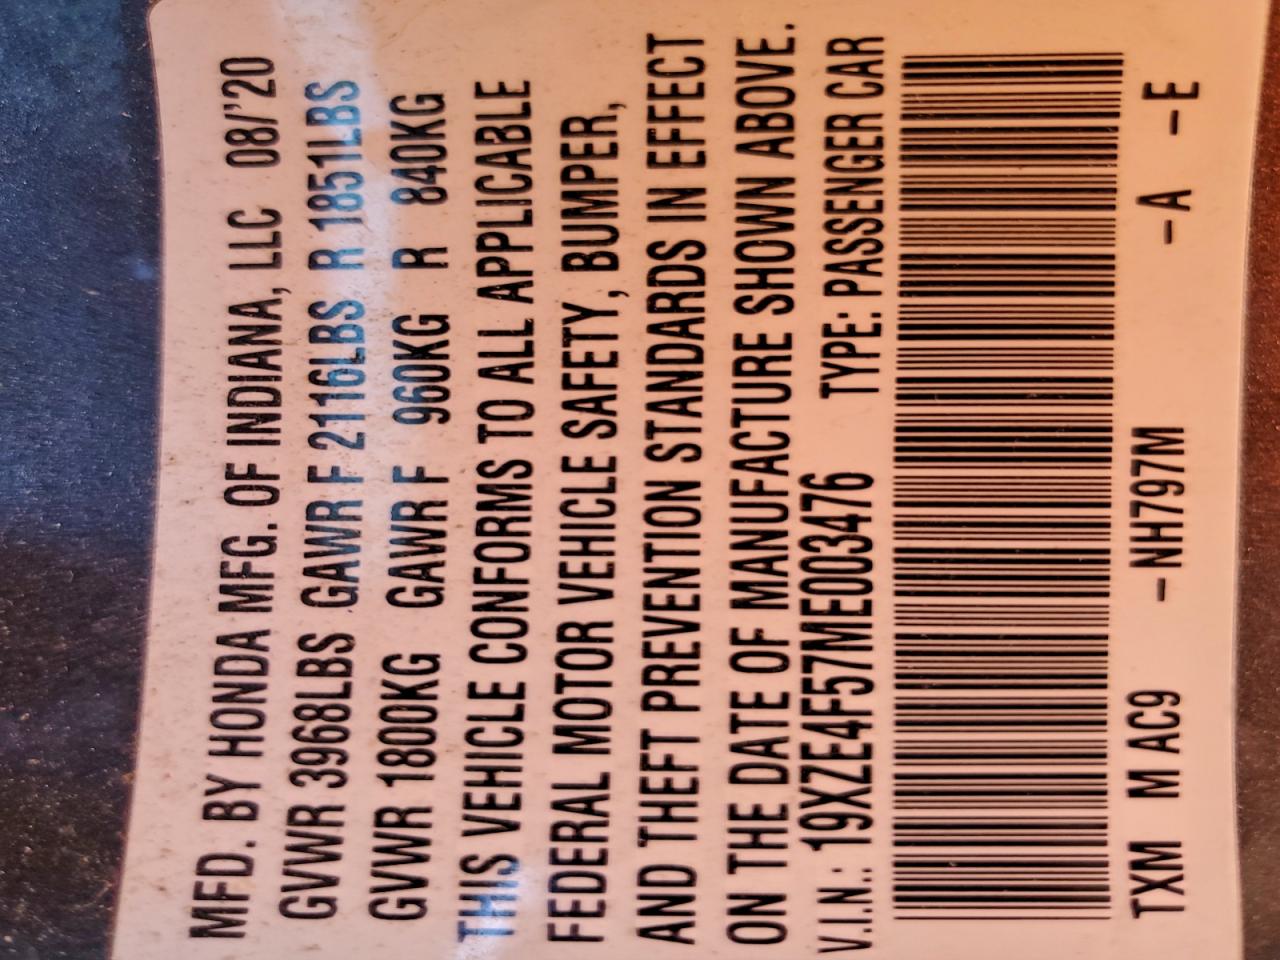 MFD. BY HONDA MFG. OF INDIANA, LLC 08/'20
GVWR 3968LBS GAWR F 2116LBS R 1851LBS
GVWR 1800KG GAWR F 960KG R 840KG
THIS VEHICLE CONFORMS TO ALL APPLICABLE
FEDERAL MOTOR VEHICLE SAFETY, BUMPER,
AND THEFT PREVENTION STANDARDS IN EFFECT
ON THE DATE OF MANUFACTURE SHOWN ABOVE.
V.I.N.: 19XZE4F57ME003476 TYPE: PASSENGER CAR
TXM M AC9 –NH797M –A –E